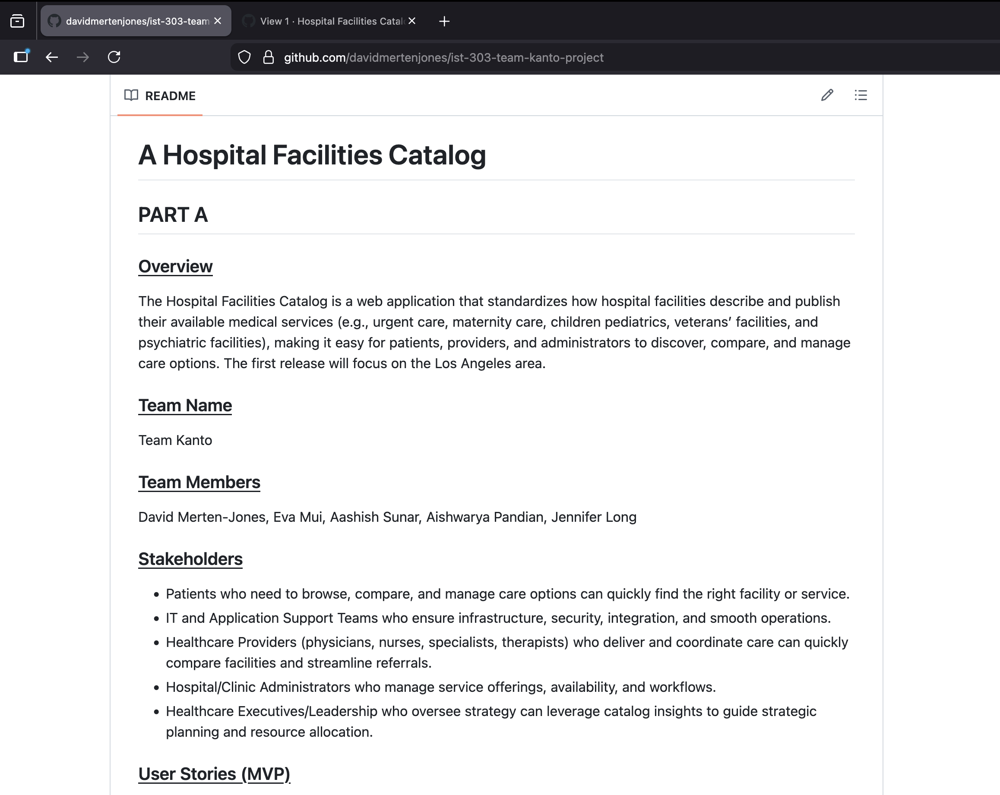 davidmertenjones/ist-303-team
View 1 · Hospital Facilities Catal
github.com/davidmertenjones/ist-303-team-kanto-project
README
A Hospital Facilities Catalog
PART A
Overview
The Hospital Facilities Catalog is a web application that standardizes how hospital facilities describe and publish
their available medical services (e.g., urgent care, maternity care, children pediatrics, veterans’ facilities, and
psychiatric facilities), making it easy for patients, providers, and administrators to discover, compare, and manage
care options. The first release will focus on the Los Angeles area.
Team Name
Team Kanto
Team Members
David Merten-Jones, Eva Mui, Aashish Sunar, Aishwarya Pandian, Jennifer Long
Stakeholders
• Patients who need to browse, compare, and manage care options can quickly find the right facility or service.
• IT and Application Support Teams who ensure infrastructure, security, integration, and smooth operations.
• Healthcare Providers (physicians, nurses, specialists, therapists) who deliver and coordinate care can quickly
compare facilities and streamline referrals.
• Hospital/Clinic Administrators who manage service offerings, availability, and workflows.
• Healthcare Executives/Leadership who oversee strategy can leverage catalog insights to guide strategic
planning and resource allocation.
User Stories (MVP)